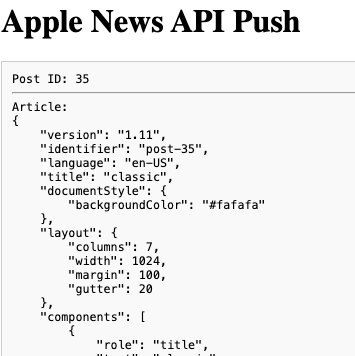 Apple News API Push
Post ID: 35
Article:
{
    "version": "1.11",
    "identifier": "post-35",
    "language": "en-US",
    "title": "classic",
    "documentStyle": {
        "backgroundColor": "#fafafa"
    },
    "layout": {
        "columns": 7,
        "width": 1024,
        "margin": 100,
        "gutter": 20
    },
    "components": [
        {
            "role": "title",